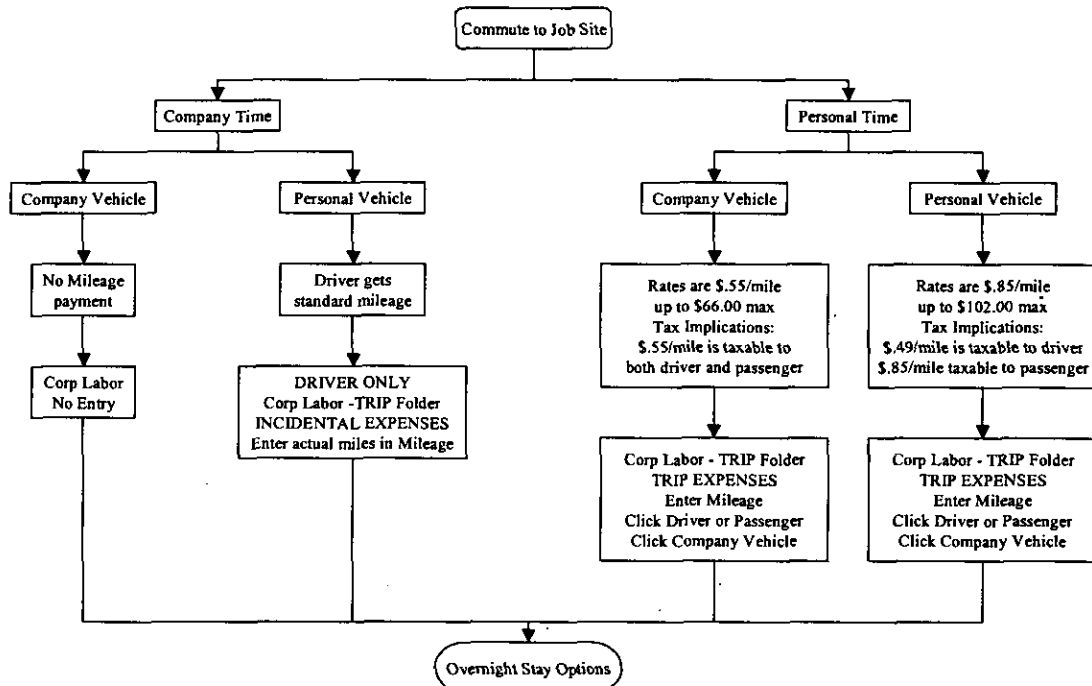 Commute to Job Site
Company Time
Personal Time
Company Vehicle
Personal Vehicle
Company Vehicle
Personal Vehicle
No Mileage
payment
Driver gets
standard mileage
Rates are $.55/mile
up to $66.00 max
Tax Implications:
$.55/mile is taxable to
both driver and passenger
Rates are $.85/mile
up to $102.00 max
Tax Implications:
$.49/mile is taxable to driver
$.85/mile taxable to passenger
Corp Labor
No Entry
DRIVER ONLY
Corp Labor -TRIP Folder
INCIDENTAL EXPENSES
Enter actual miles in Mileage
Corp Labor - TRIP Folder
TRIP EXPENSES
Enter Mileage
Click Driver or Passenger
Click Company Vehicle
Corp Labor - TRIP Folder
TRIP EXPENSES
Enter Mileage
Click Driver or Passenger
Click Company Vehicle
Overnight Stay Options